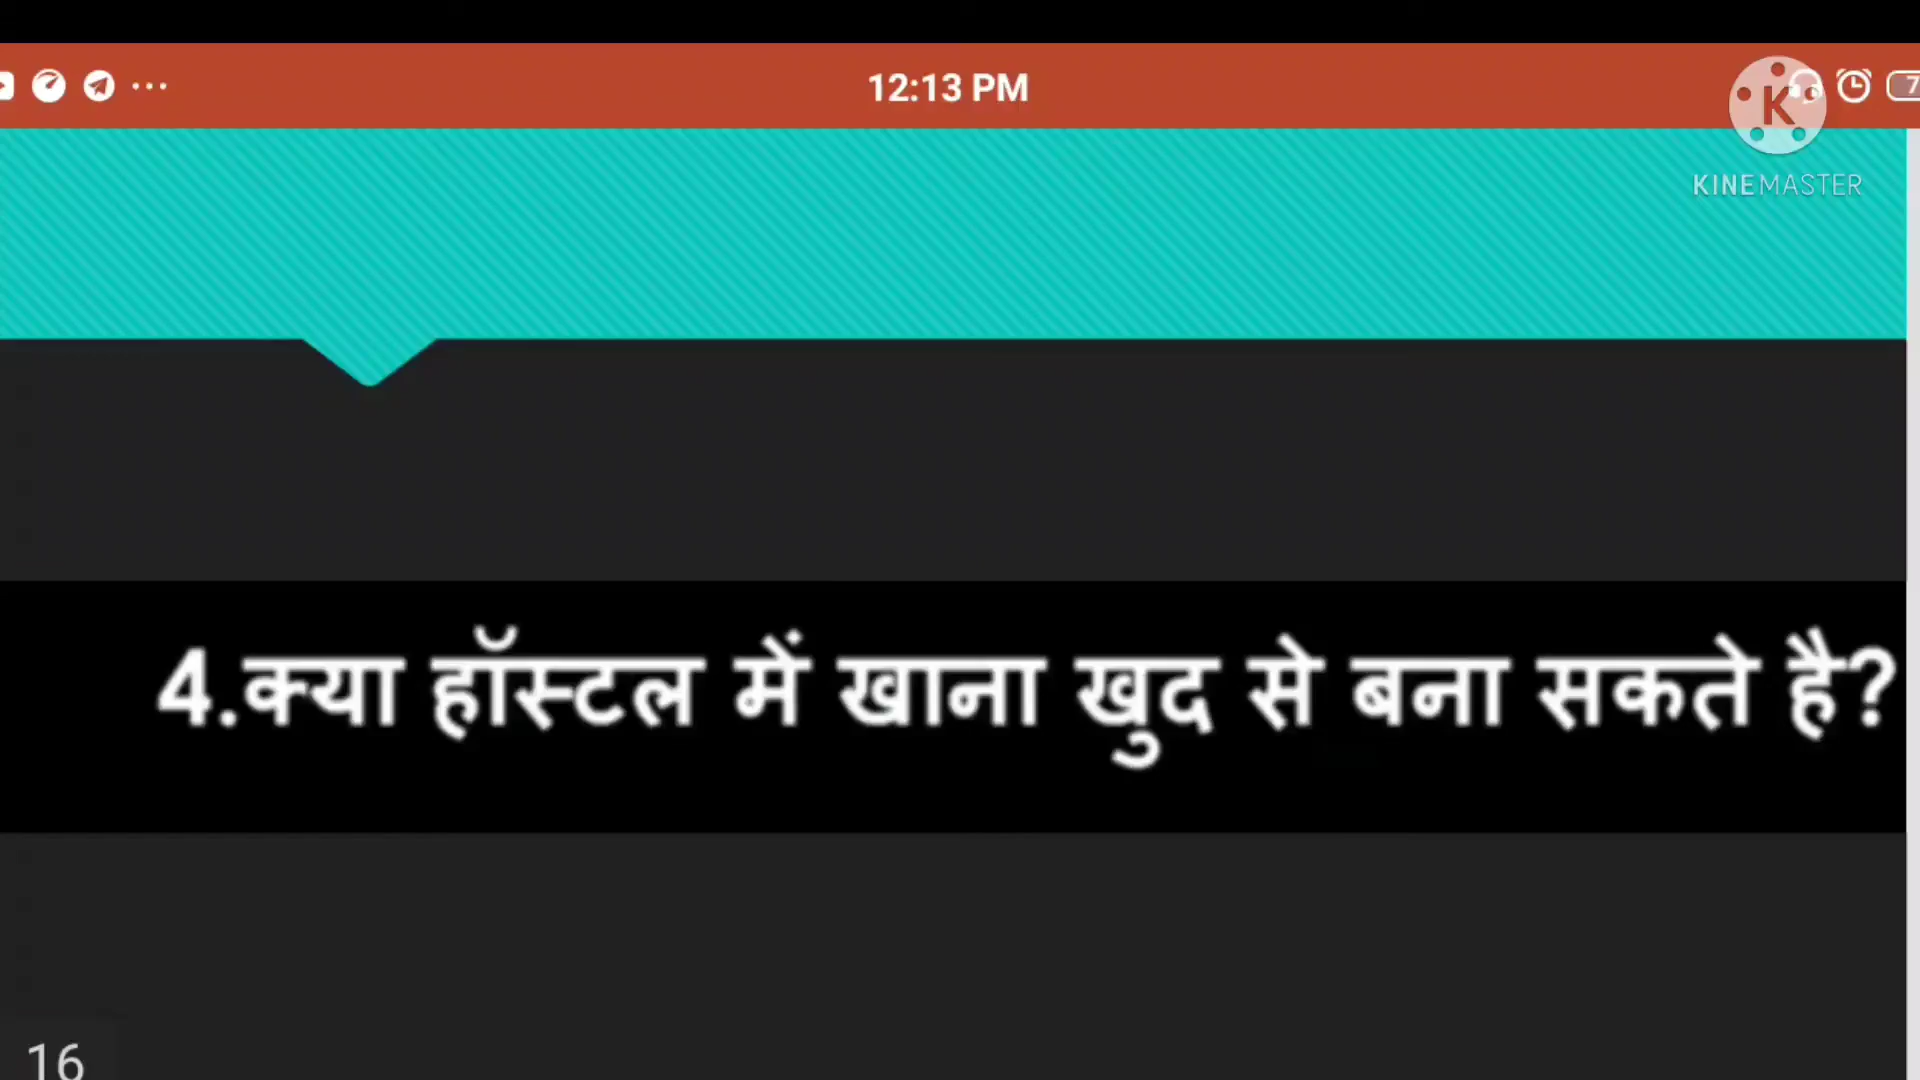 12:13 PM
K
KINEMASTER
4.क्या हॉस्टल में खाना खुद से बना सकते है?
16